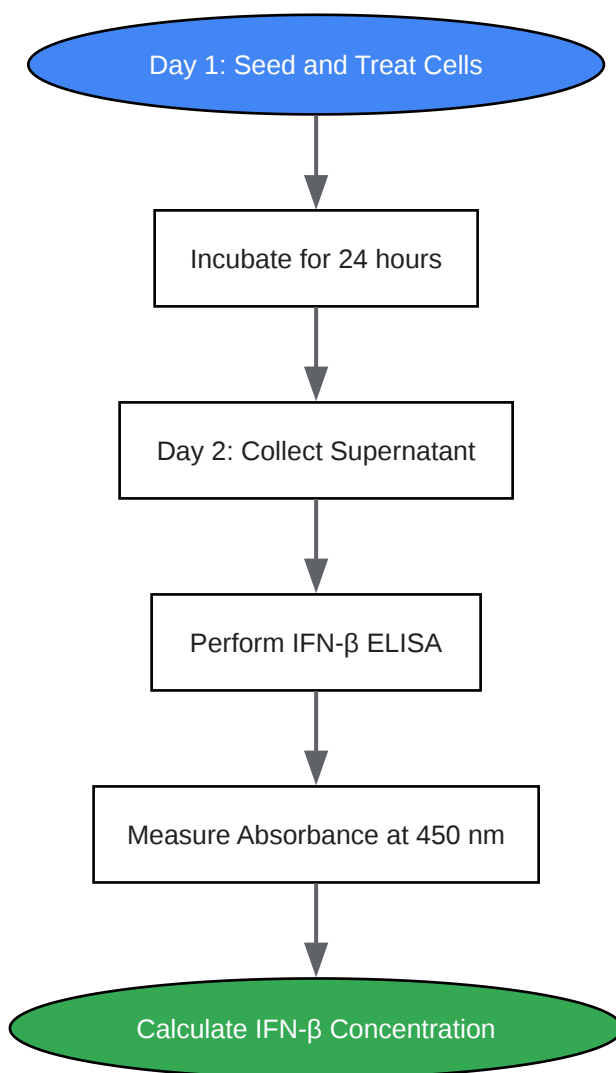 Day 1: Seed and Treat Cells
Incubate for 24 hours
Day 2: Collect Supernatant
Perform IFN-β ELISA
Measure Absorbance at 450 nm
Calculate IFN-β Concentration